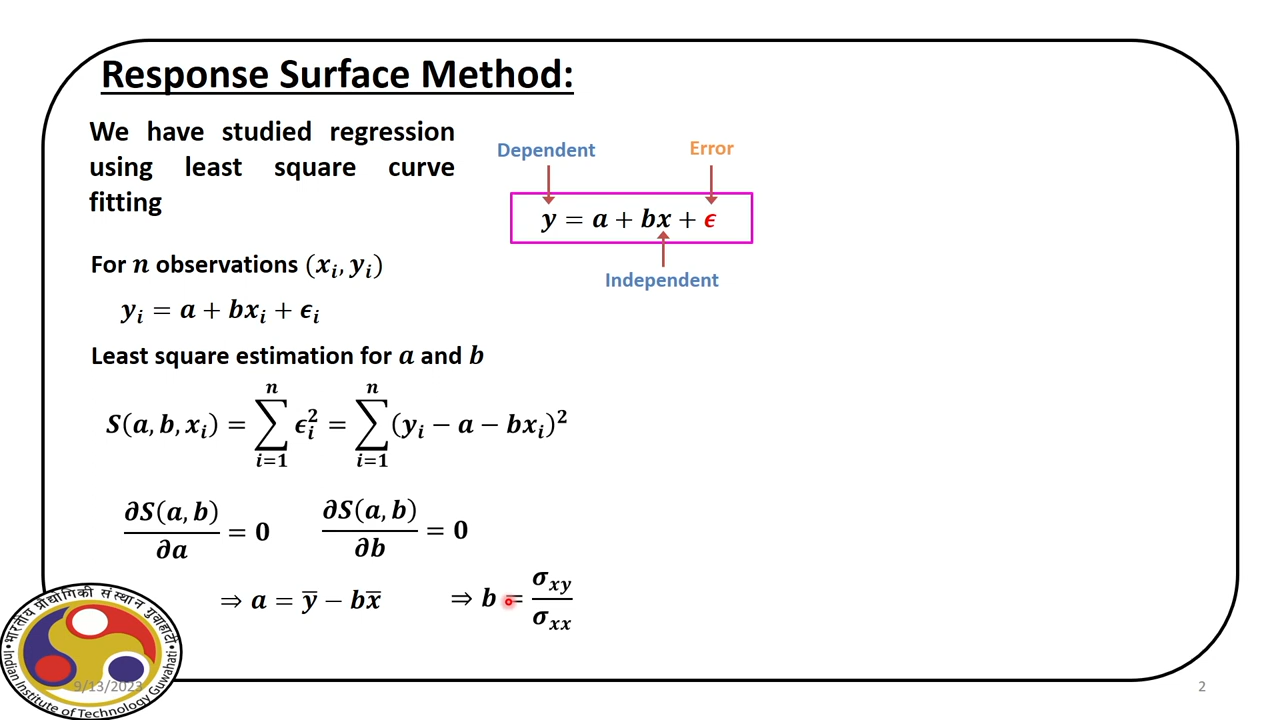 Response Surface Method:
We have studied regression
using least square curve
fitting
Dependent
Error
y = a + bx + ϵ
Independent
For n observations (xᵢ, yᵢ)
yᵢ = a + bxᵢ + ϵᵢ
Least square estimation for a and b
S(a, b, xᵢ) = ∑ᵢ₌₁ⁿ ϵᵢ² = ∑ᵢ₌₁ⁿ (yᵢ − a − bxᵢ)²
∂S(a, b)/∂a = 0 ∂S(a, b)/∂b = 0
⇒ a = y̅ − bx̅ ⇒ b = σxy/σxx
भारतीय प्रौद्योगिकी संस्थान गुवाहाटी
Indian Institute of Technology Guwahati
9/13/2023
2